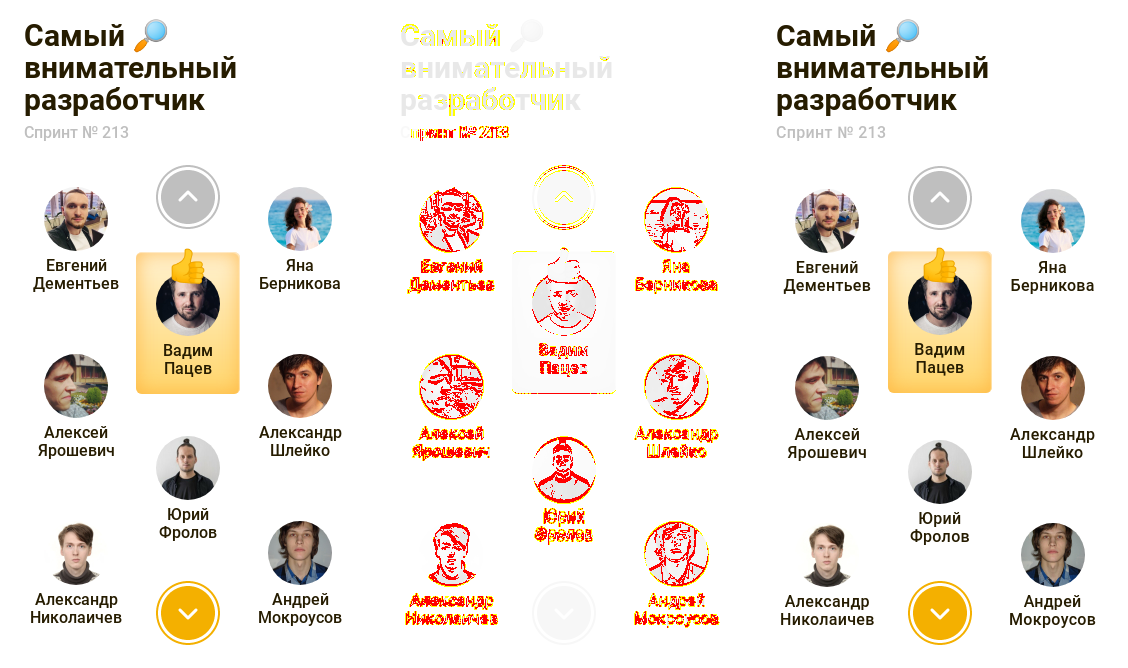 Самый 🔎
внимательный
разработчик
Спринт № 213
Евгений
Дементьев
Яна
Берникова
Вадим
Пацев
Алексей
Ярошевич
Александр
Шлейко
Юрий
Фролов
Александр
Николаичев
Андрей
Мокроусов
Самый 🔎
внимательный
разработчик
Спринт № 213
Евгений
Дементьев
Яна
Берникова
Вадим
Пацев
Алексей
Ярошевич
Александр
Шлейко
Юрий
Фролов
Александр
Николаичев
Андрей
Мокроусов
Самый 🔎
внимательный
разработчик
Спринт № 213
Евгений
Дементьев
Яна
Берникова
Вадим
Пацев
Алексей
Ярошевич
Александр
Шлейко
Юрий
Фролов
Александр
Николаичев
Андрей
Мокроусов